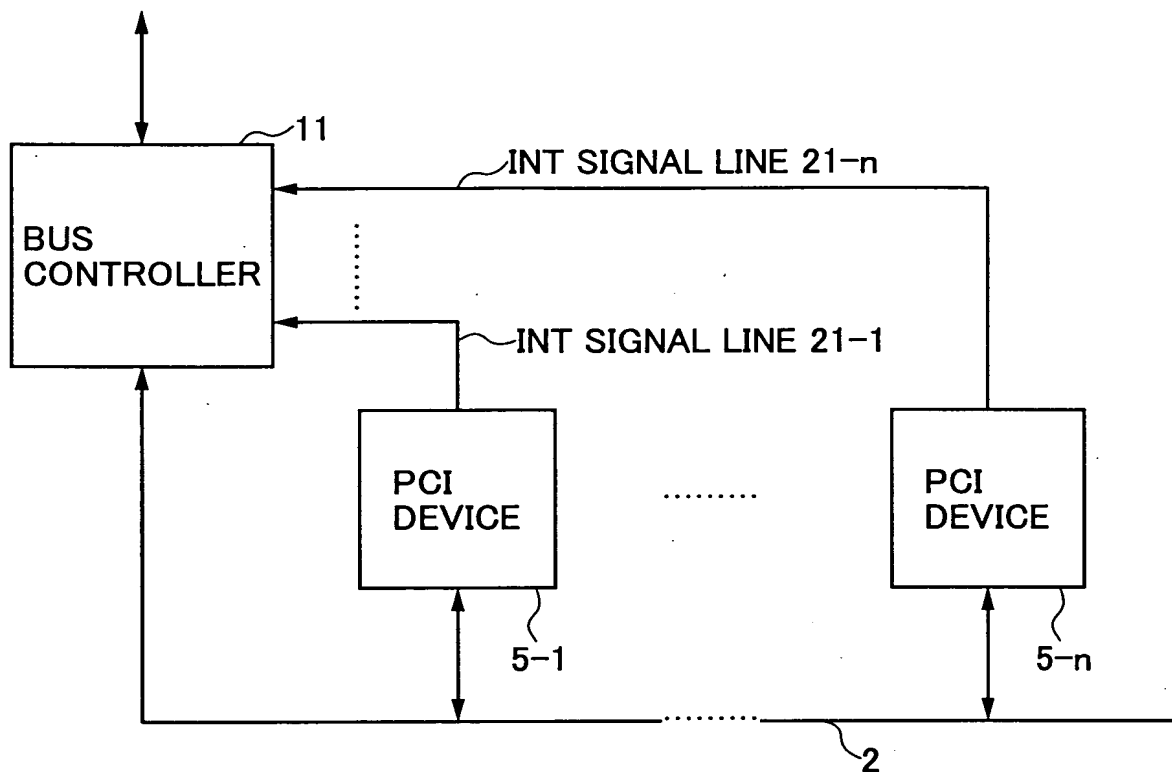 11
INT SIGNAL LINE 21-n
BUS
CONTROLLER
INT SIGNAL LINE 21-1
PCI
DEVICE
PCI
DEVICE
5-1
5-n
2